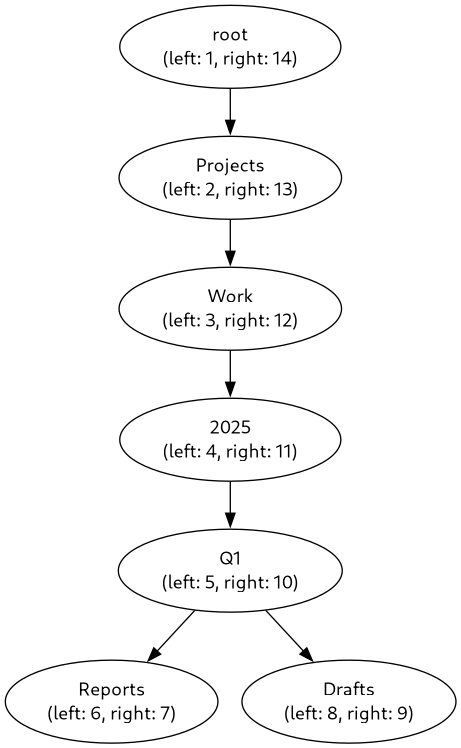 root
(left: 1, right: 14)
Projects
(left: 2, right: 13)
Work
(left: 3, right: 12)
2025
(left: 4, right: 11)
Q1
(left: 5, right: 10)
Reports
(left: 6, right: 7)
Drafts
(left: 8, right: 9)